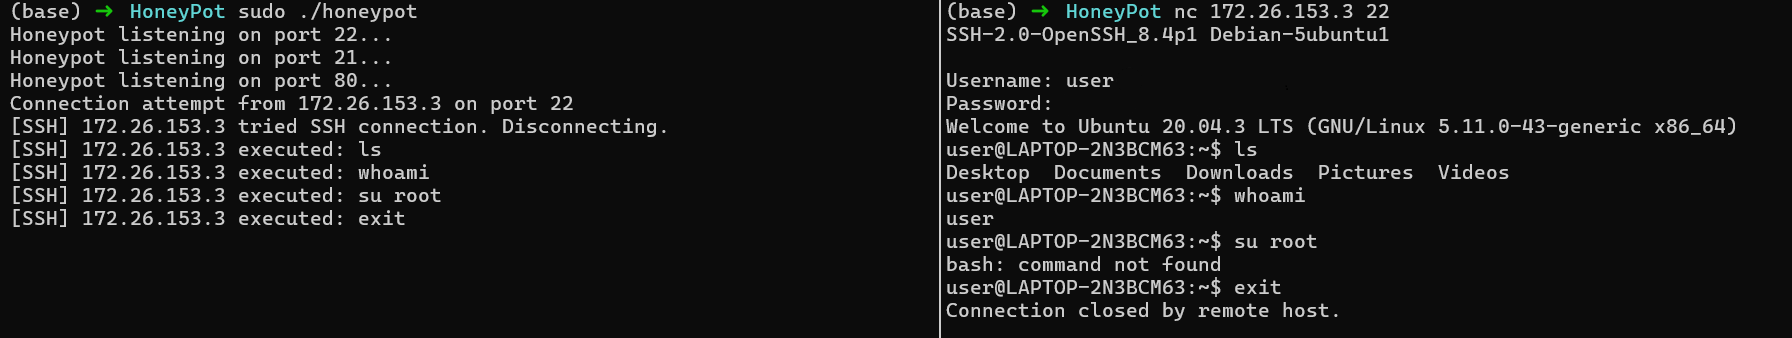 (base) ➜ HoneyPot sudo ./honeypot
Honeypot listening on port 22...
Honeypot listening on port 21...
Honeypot listening on port 80...
Connection attempt from 172.26.153.3 on port 22
[SSH] 172.26.153.3 tried SSH connection. Disconnecting.
[SSH] 172.26.153.3 executed: ls
[SSH] 172.26.153.3 executed: whoami
[SSH] 172.26.153.3 executed: su root
[SSH] 172.26.153.3 executed: exit
(base) ➜ HoneyPot nc 172.26.153.3 22
SSH-2.0-OpenSSH_8.4p1 Debian-5ubuntu1
Username: user
Password:
Welcome to Ubuntu 20.04.3 LTS (GNU/Linux 5.11.0-43-generic x86_64)
user@LAPTOP-2N3BCM63:~$ ls
Desktop  Documents  Downloads  Pictures  Videos
user@LAPTOP-2N3BCM63:~$ whoami
user
user@LAPTOP-2N3BCM63:~$ su root
bash: command not found
user@LAPTOP-2N3BCM63:~$ exit
Connection closed by remote host.